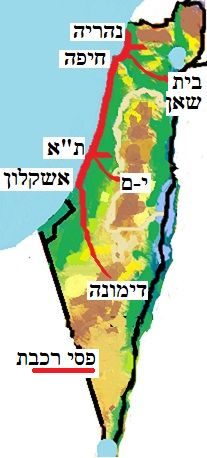 נהריה
חיפה
בית
שאן
ת"א
אשקלון
י-ם
דימונה
פסי רכבת